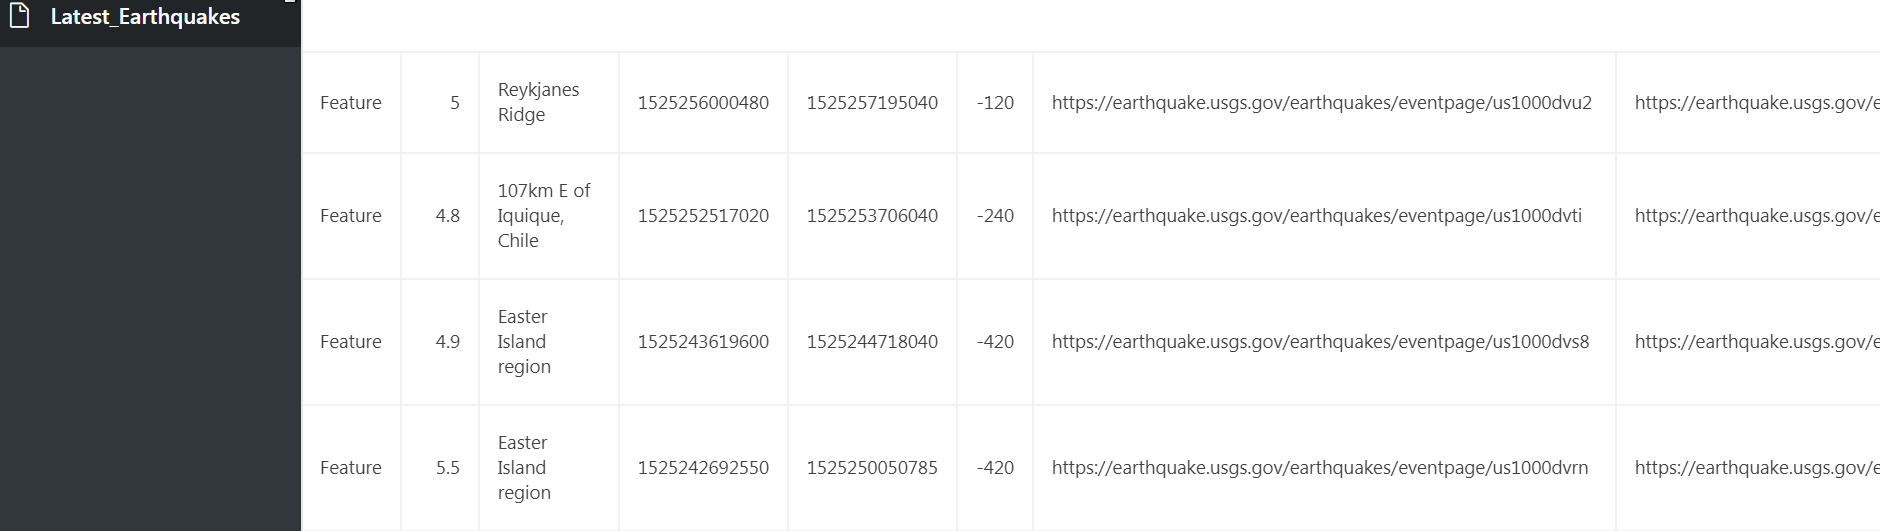 Latest_Earthquakes
Feature 5 Reykjanes Ridge 1525256000480 1525257195040 -120 https://earthquake.usgs.gov/earthquakes/eventpage/us1000dvu2 https://earthquake.usgs.gov/e
Feature 4.8 107km E of Iquique, Chile 1525252517020 1525253706040 -240 https://earthquake.usgs.gov/earthquakes/eventpage/us1000dvti https://earthquake.usgs.gov/e
Feature 4.9 Easter Island region 1525243619600 1525244718040 -420 https://earthquake.usgs.gov/earthquakes/eventpage/us1000dvs8 https://earthquake.usgs.gov/e
Feature 5.5 Easter Island region 1525242692550 1525250050785 -420 https://earthquake.usgs.gov/earthquakes/eventpage/us1000dvrn https://earthquake.usgs.gov/e